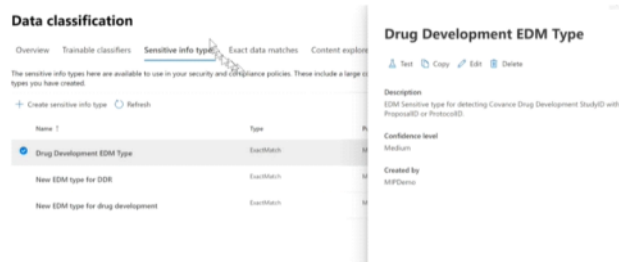 Data classification
Overview Trainable classifiers Sensitive info types Exact data matches Content explore
The sensitive info types here are available to use in your security and compliance policies. These include a large
types you have created.
+ Create sensitive info type Refresh
Name ↑ Type
Drug Development EDM Type ExactMatch
New EDM type for DDR ExactMatch
New EDM type for drug development ExactMatch
Drug Development EDM Type
Test Copy Edit Delete
Description
EDM Sensitive type for detecting Covance Drug Development StudyID with
ProposalID or ProtocolID.
Confidence level
Medium
Created by
MIPDemo